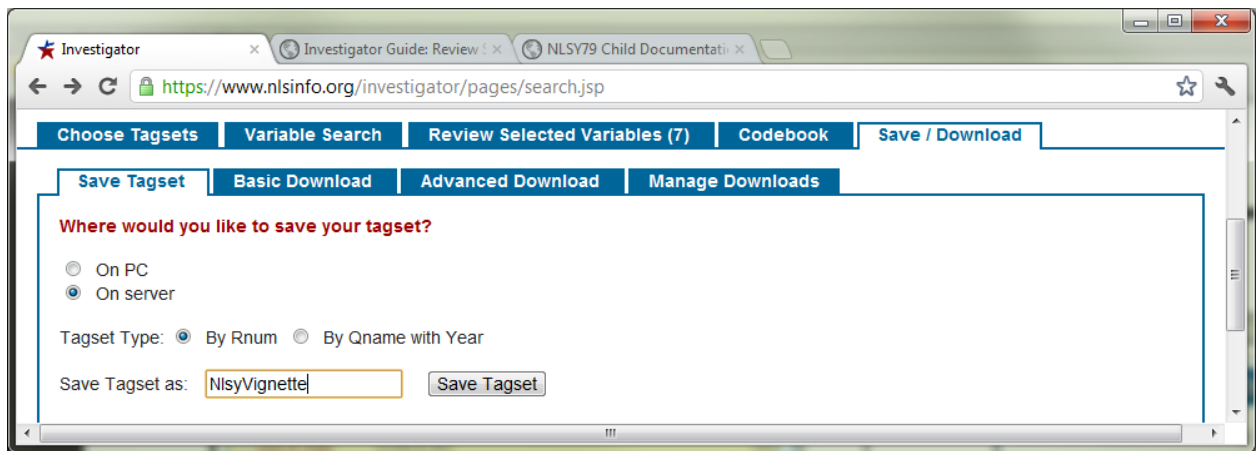 Investigator
Investigator Guide: Review
NLSY79 Child Documentati
https://www.nlsinfo.org/investigator/pages/search.jsp
Choose Tagsets Variable Search Review Selected Variables (7) Codebook Save / Download
Save Tagset Basic Download Advanced Download Manage Downloads
Where would you like to save your tagset?
On PC
On server
Tagset Type: By Rnum By Qname with Year
Save Tagset as: NlsyVignette Save Tagset